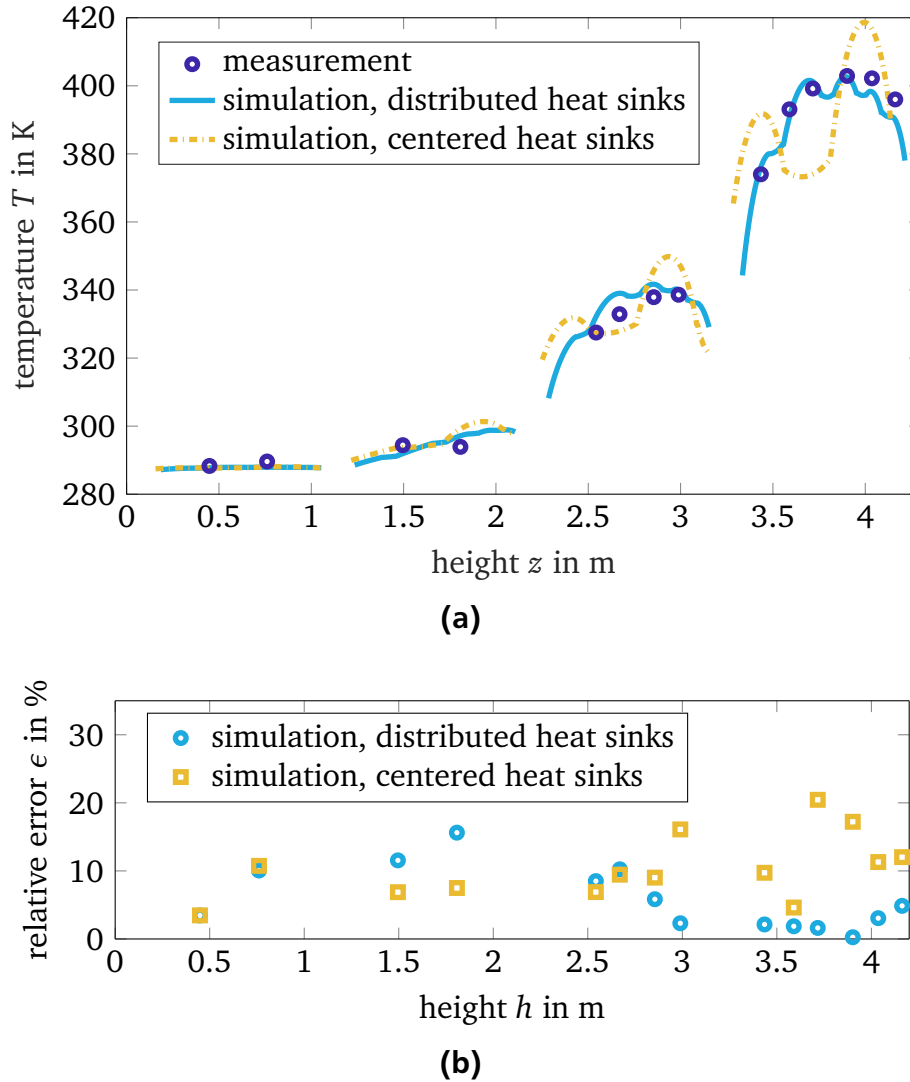 420
400
380
360
340
320
300
280
temperature T in K
measurement
simulation, distributed heat sinks
simulation, centered heat sinks
0 0.5 1 1.5 2 2.5 3 3.5 4
height z in m
(a)
30
20
10
0
relative error ϵ in %
simulation, distributed heat sinks
simulation, centered heat sinks
0 0.5 1 1.5 2 2.5 3 3.5 4
height h in m
(b)